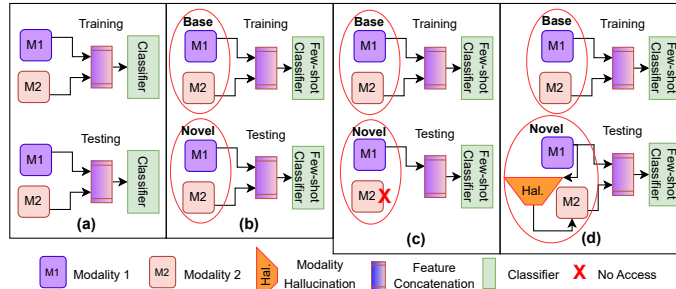 Training
M1
M2
Classifier
Testing
M1
M2
Classifier
(a)
Base
Training
M1
M2
Few-shot
Classifier
Novel
Testing
M1
M2
Few-shot
Classifier
(b)
Base
Training
M1
M2
Few-shot
Classifier
Novel
Testing
M1
M2
X
Few-shot
Classifier
(c)
Base
Training
M1
M2
Few-shot
Classifier
Novel
Testing
M1
Hal.
M2
Few-shot
Classifier
(d)
M1 Modality 1
M2 Modality 2
Hal. Modality
Hallucination
Feature
Concatenation
Classifier
X No Access